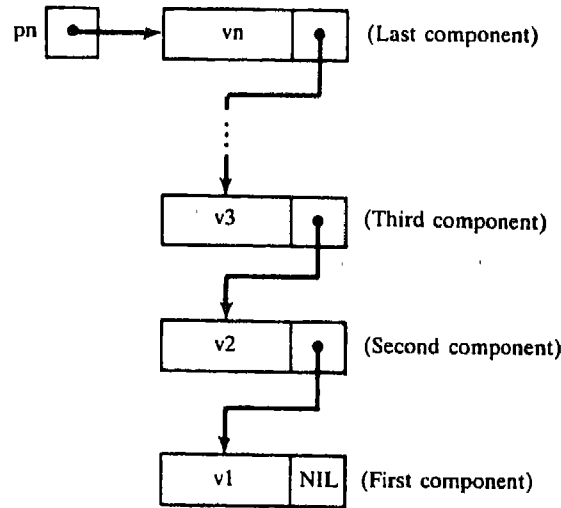 pn vn (Last component)
v3 (Third component)
v2 (Second component)
v1 NIL (First component)